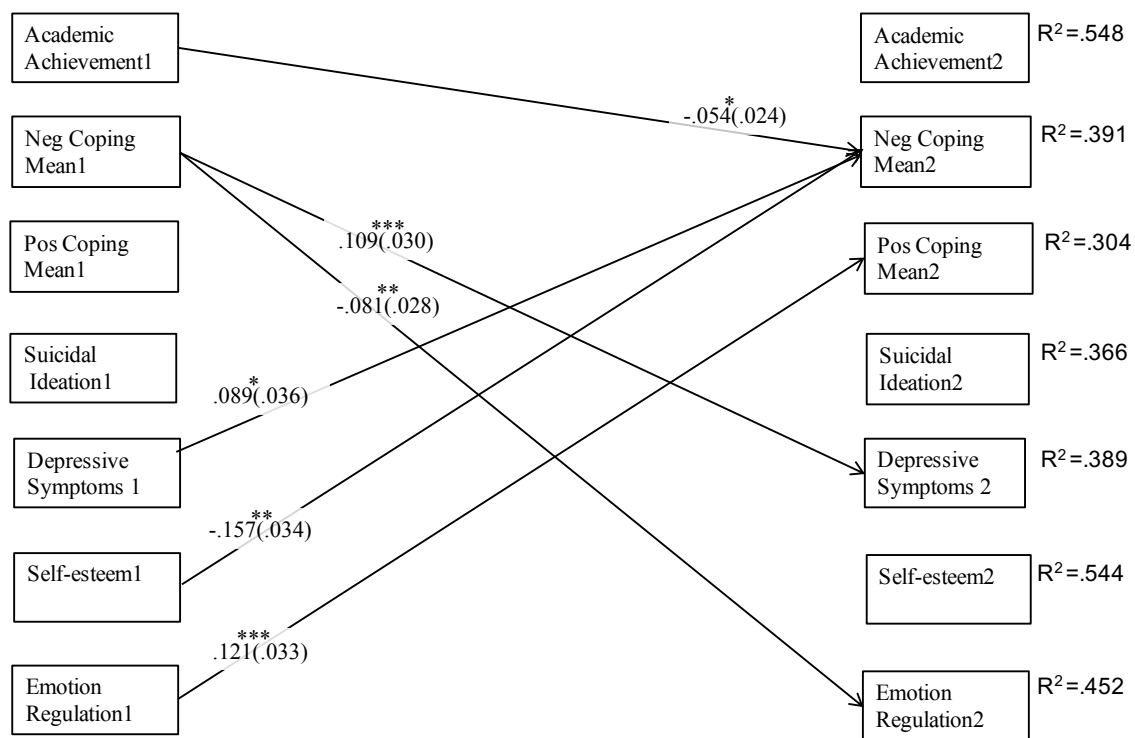 Academic
Achievement1
Academic
Achievement2
R²=.548
*
-.054(.024)
Neg Coping
Mean1
Neg Coping
Mean2
R²=.391
***
.109(.030)
Pos Coping
Mean1
Pos Coping
Mean2
R²=.304
**
-.081(.028)
Suicidal
Ideation1
Suicidal
Ideation2
R²=.366
*
.089(.036)
Depressive
Symptoms 1
Depressive
Symptoms 2
R²=.389
**
-.157(.034)
Self-esteem1
Self-esteem2
R²=.544
***
.121(.033)
Emotion
Regulation1
Emotion
Regulation2
R²=.452